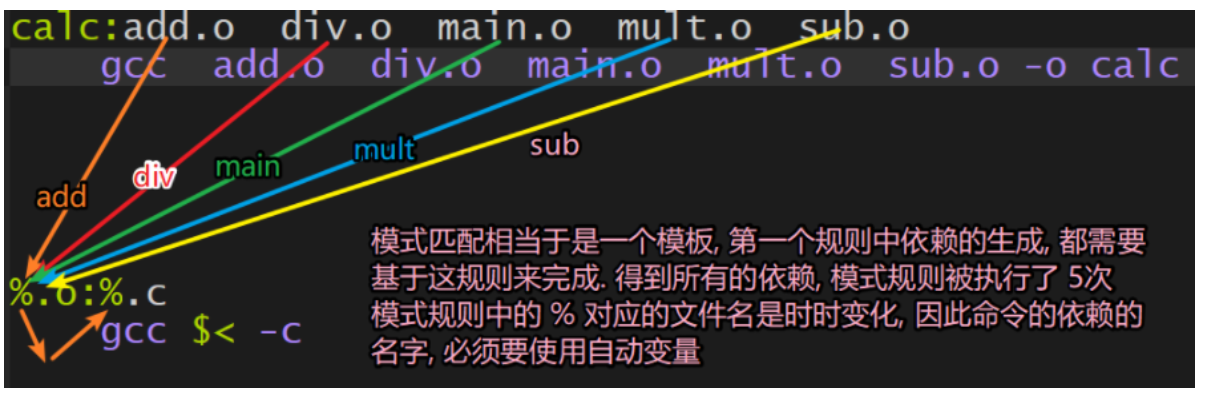 calc:add.o div.o main.o mult.o sub.o
gcc add.o div.o main.o mult.o sub.o -o calc
add
div
main
mult
sub
模式匹配相当于是一个模板, 第一个规则中依赖的生成, 都需要
基于这规则来完成. 得到所有的依赖, 模式规则被执行了 5次
模式规则中的 % 对应的文件名是时时变化, 因此命令的依赖的
名字, 必须要使用自动变量
%.o:%.c
gcc $< -c